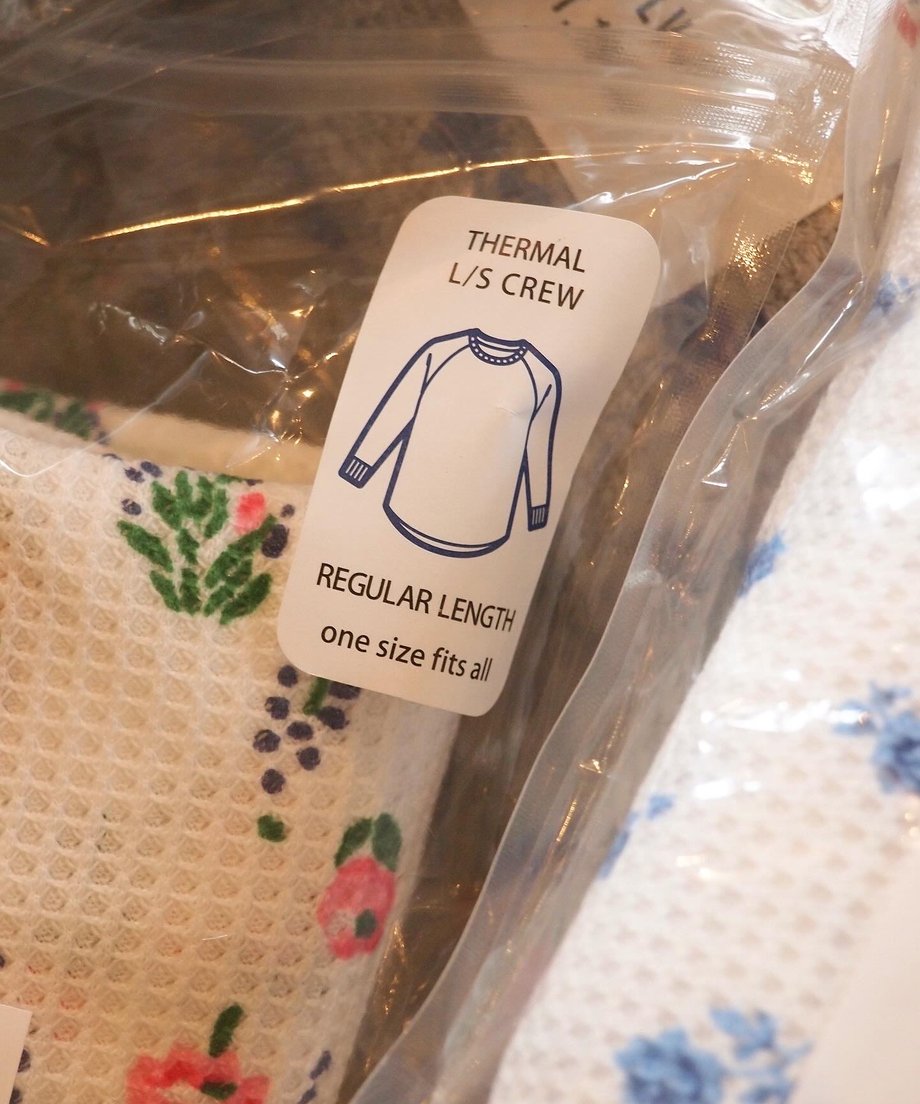 THERMAL
L/S CREW
REGULAR LENGTH
one size fits all